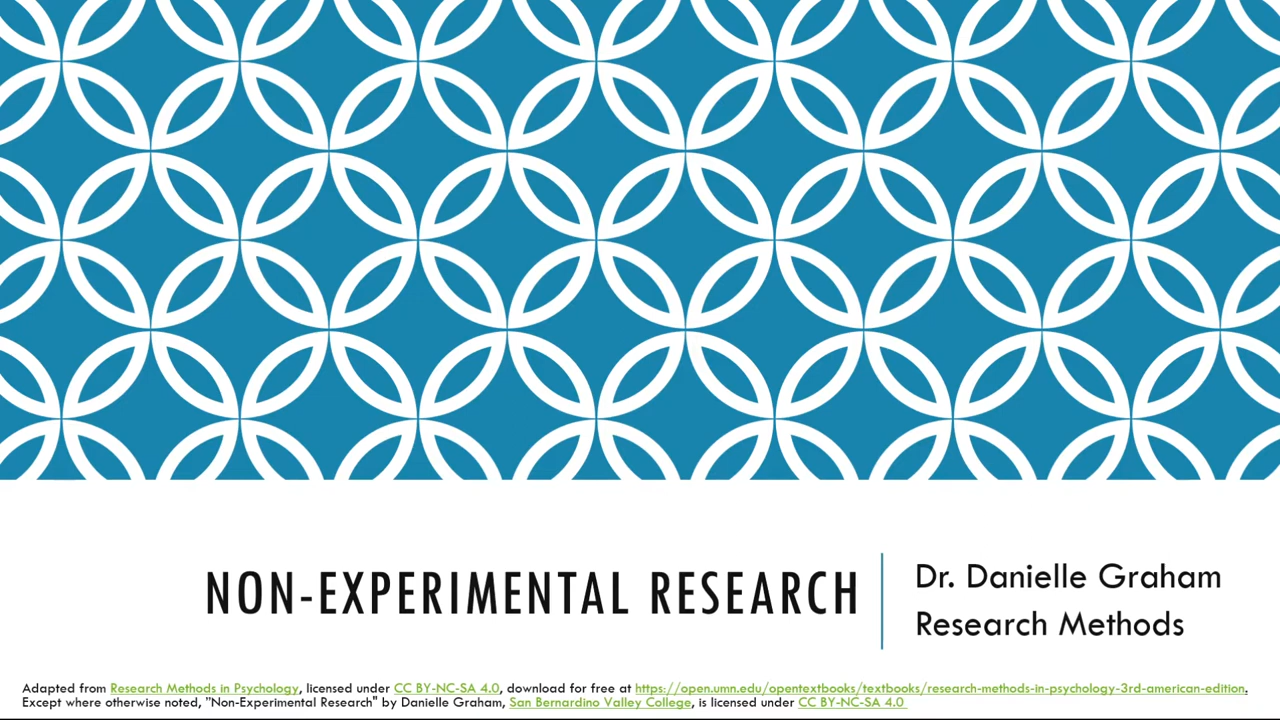 NON-EXPERIMENTAL RESEARCH
Dr. Danielle Graham
Research Methods
Adapted from Research Methods in Psychology, licensed under CC BY-NC-SA 4.0, download for free at https://open.umn.edu/opentextbooks/textbooks/research-methods-in-psychology-3rd-american-edition.
Except where otherwise noted, "Non-Experimental Research" by Danielle Graham, San Bernardino Valley College, is licensed under CC BY-NC-SA 4.0